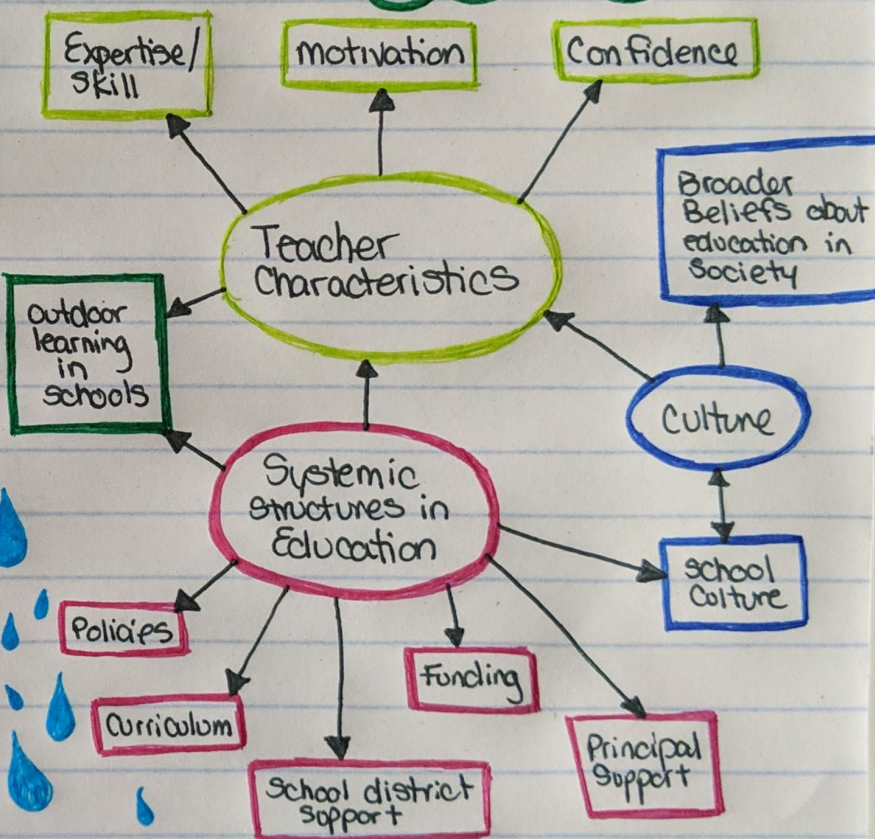 Expertise/
Skill
Motivation
Confidence
Broader
Beliefs about
education in
Society
Teacher
Characteristics
outdoor
learning
in
schools
Culture
Systemic
Structures in
Education
School
Culture
Policies
Funding
Curriculum
Principal
Support
School district
Support